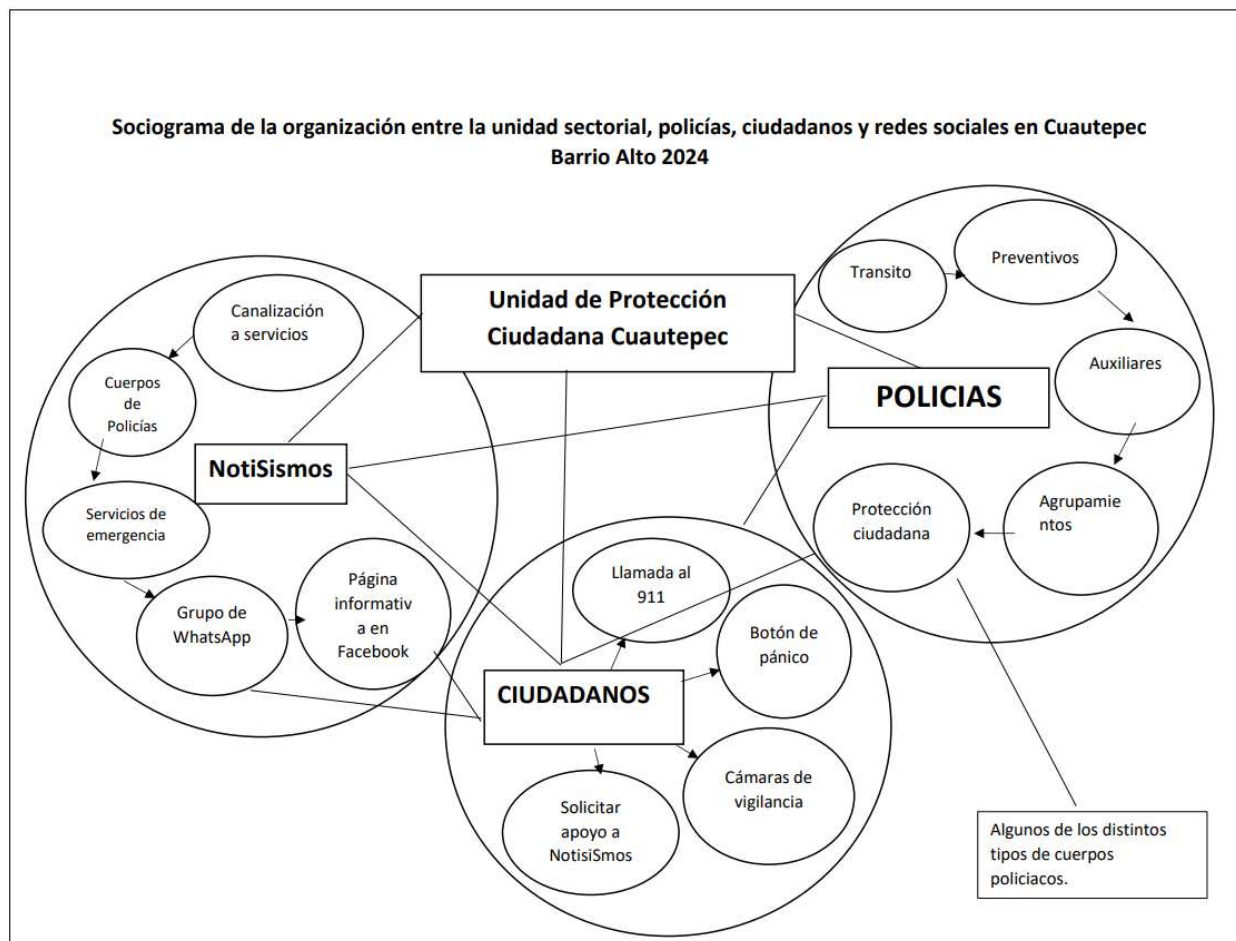 Sociograma de la organización entre la unidad sectorial, policías, ciudadanos y redes sociales en Cuautepec
Barrio Alto 2024
Unidad de Protección
Ciudadana Cuautepec
Canalización
a servicios
Cuerpos
de
Policías
NotiSismos
Servicios de
emergencia
Grupo de
WhatsApp
Página
informativ
a en
Facebook
Transito
Preventivos
Auxiliares
POLICIAS
Agrupamie
ntos
Protección
ciudadana
Llamada al
911
Botón de
pánico
CIUDADANOS
Cámaras de
vigilancia
Solicitar
apoyo a
NotisiSmos
Algunos de los distintos
tipos de cuerpos
policiacos.